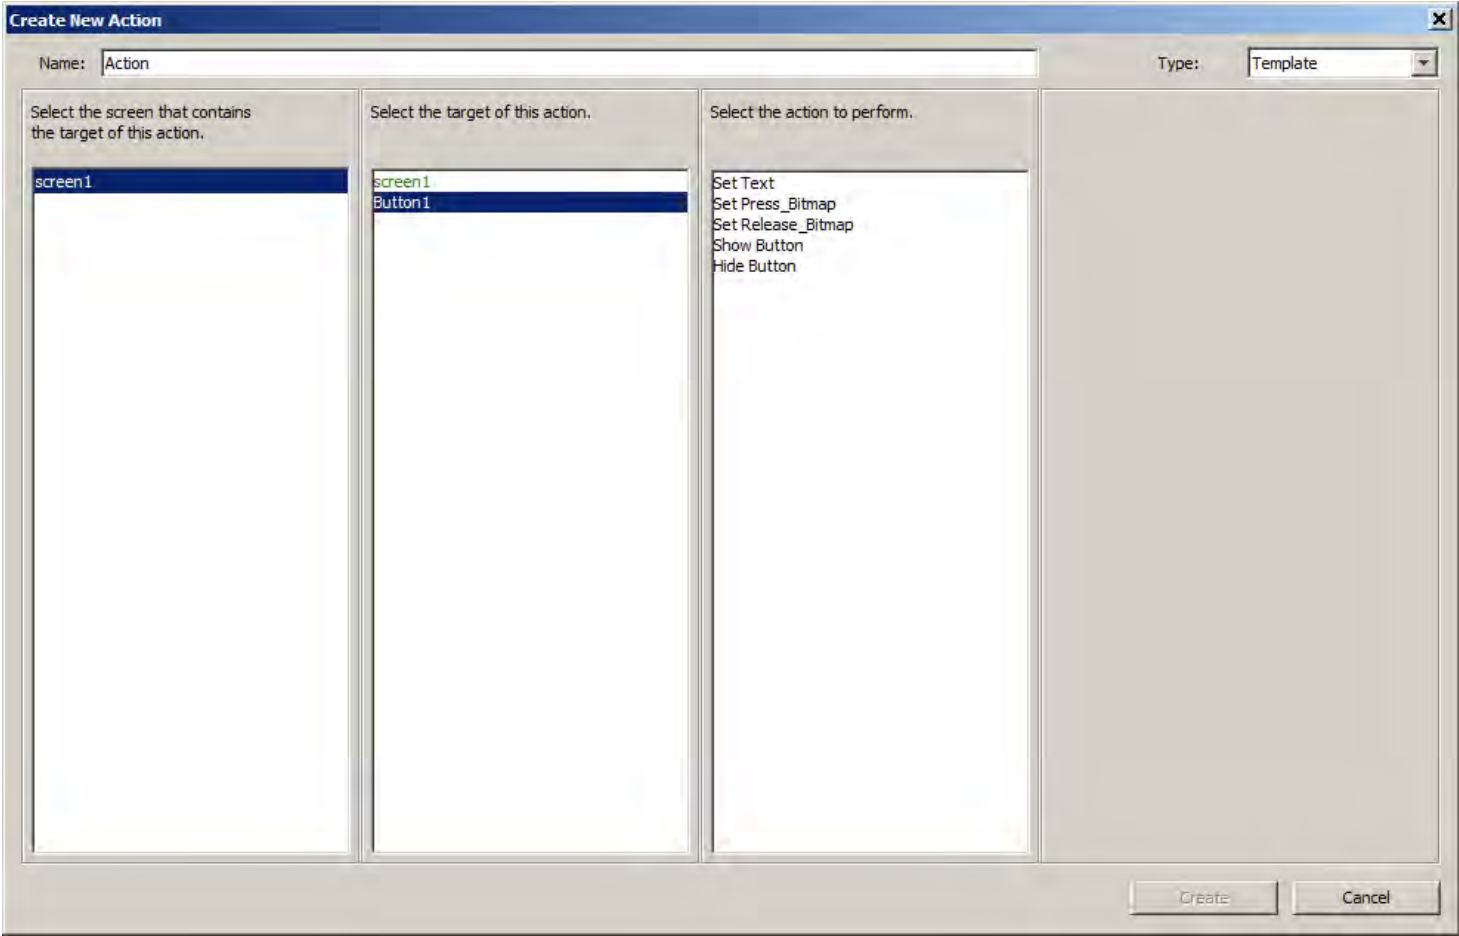 Create New Action
Name: Action Type: Template
Select the screen that contains
the target of this action.
screen1
Select the target of this action.
screen1
Button1
Select the action to perform.
Set Text
Set Press_Bitmap
Set Release_Bitmap
Show Button
Hide Button
Create Cancel